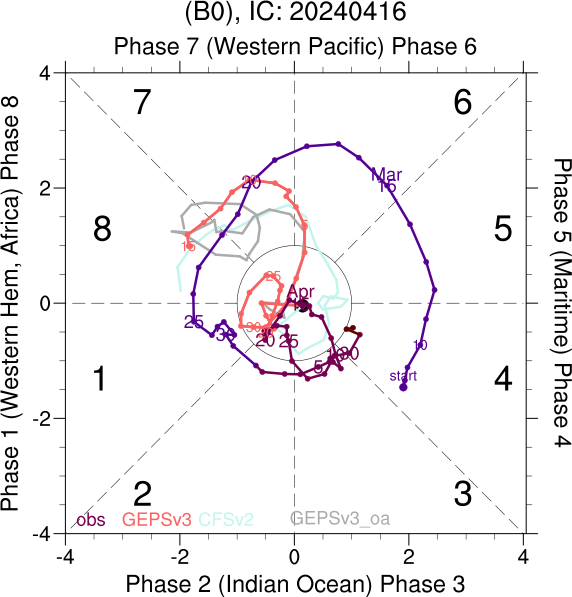 (B0), IC: 20240416
Phase 7 (Western Pacific) Phase 6
Phase 1 (Western Hem, Africa) Phase 8
Phase 5 (Maritime) Phase 4
4
2
0
-2
-4
7
6
8
5
1
4
2
3
Mar
15
20
5
15
25
Apr
25
3
30
20
25
5
10
30
10
start
obs GEPSv3 CFSv2 GEPSv3_oa
-4 -2 0 2 4
Phase 2 (Indian Ocean) Phase 3